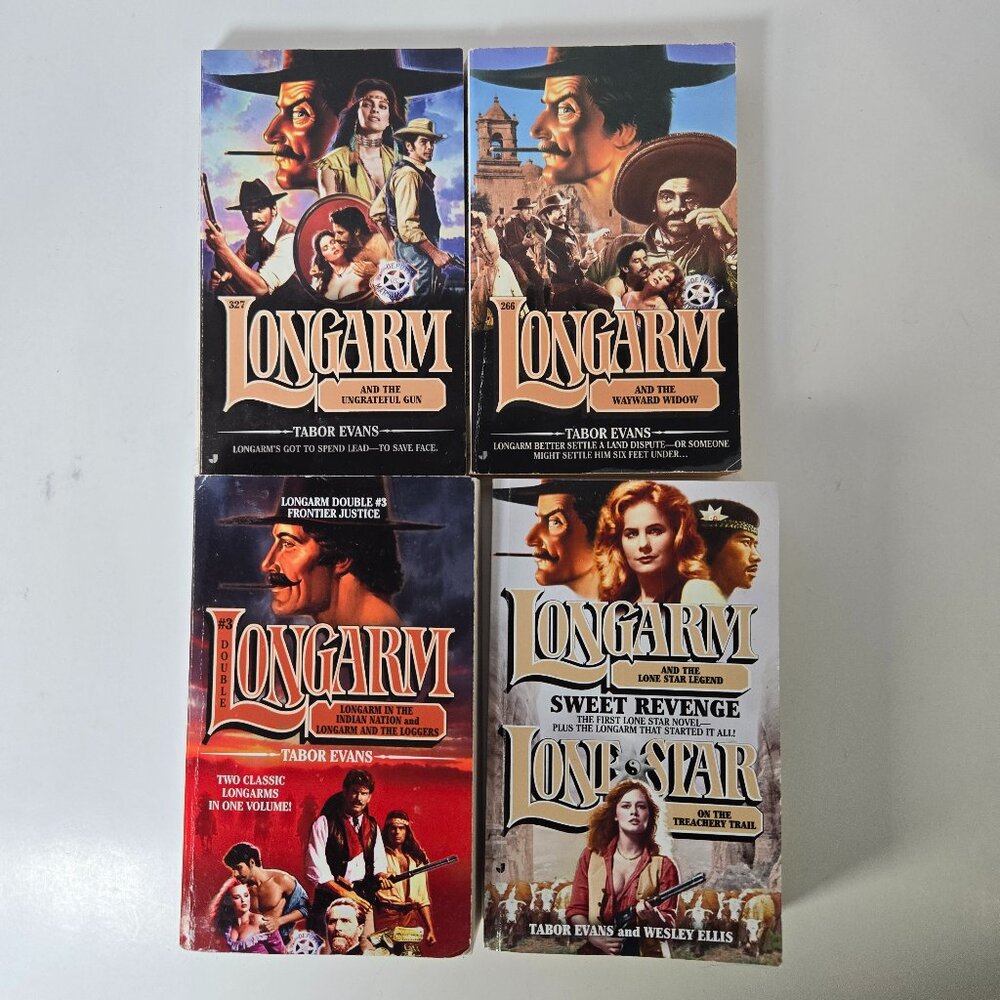 327
LONGARM
AND THE
UNGRATEFUL GUN
TABOR EVANS
LONGARM'S GOT TO SPEND LEAD—TO SAVE FACE.
J
266
LONGARM
AND THE
WAYWARD WIDOW
TABOR EVANS
LONGARM BETTER SETTLE A LAND DISPUTE—OR SOMEONE
MIGHT SETTLE HIM SIX FEET UNDER...
J
LONGARM DOUBLE #3
FRONTIER JUSTICE
#3
DOUBLE
LONGARM
LONGARM IN THE
INDIAN NATION and
LONGARM AND THE LOGGERS
TABOR EVANS
TWO CLASSIC
LONGARMS
IN ONE VOLUME!
LONGARM
AND THE
LONE STAR LEGEND
SWEET REVENGE
THE FIRST LONE STAR NOVEL—
PLUS THE LONGARM THAT STARTED IT ALL!
LONE STAR
ON THE
TREACHERY TRAIL
J
TABOR EVANS and WESLEY ELLIS